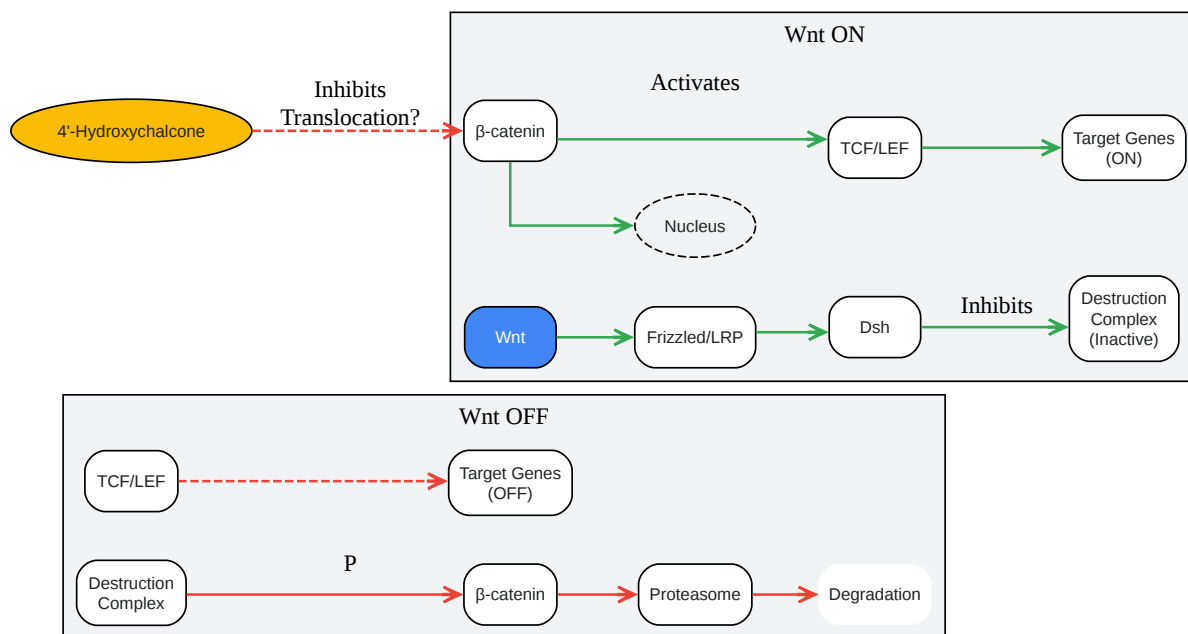 Wnt ON
Inhibits
Translocation?
Activates
4'-Hydroxychalcone
β-catenin
TCF/LEF
Target Genes
(ON)
Nucleus
Wnt
Frizzled/LRP
Dsh
Inhibits
Destruction
Complex
(Inactive)
Wnt OFF
TCF/LEF
Target Genes
(OFF)
Destruction
Complex
P
β-catenin
Proteasome
Degradation